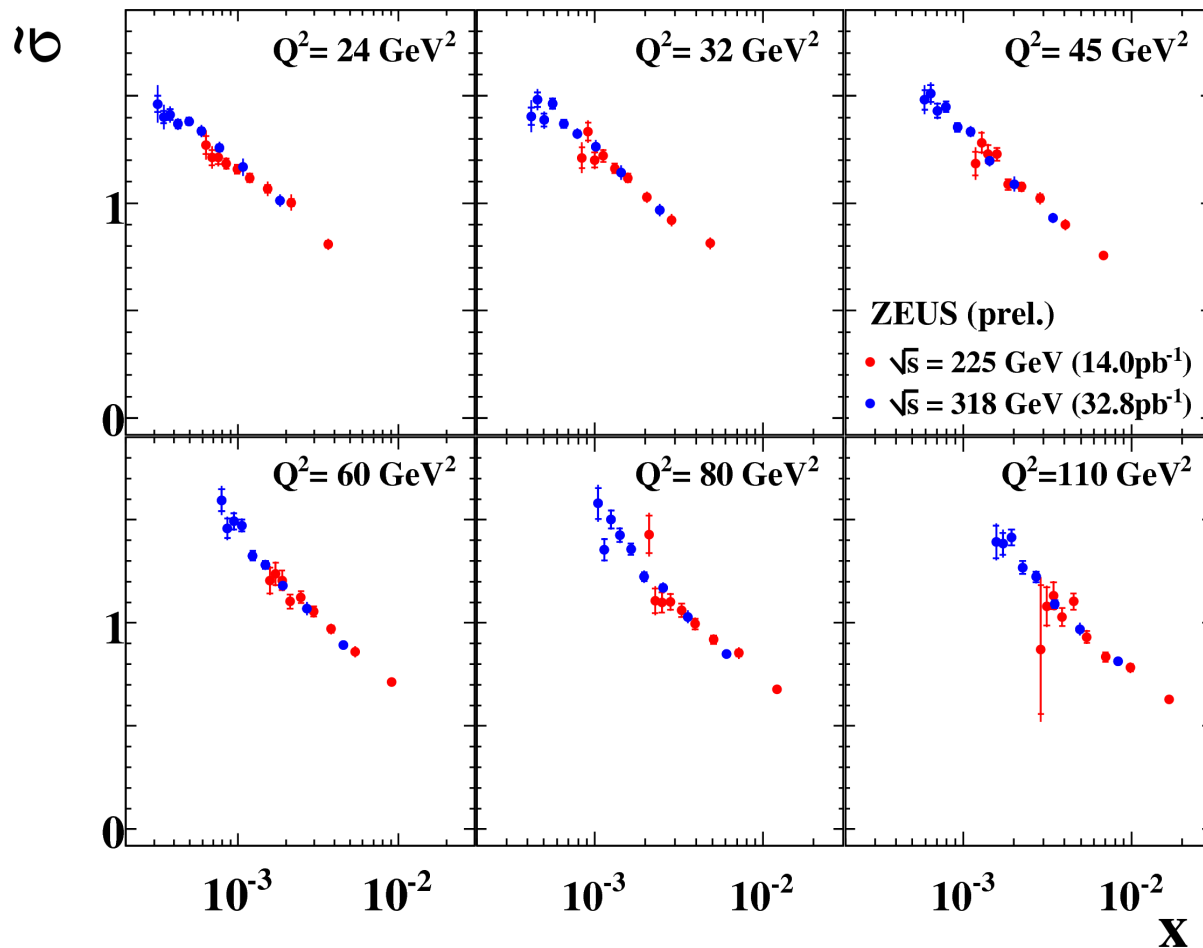 σ̃
Q²= 24 GeV²
Q²= 32 GeV²
Q²= 45 GeV²
1
ZEUS (prel.)
√s = 225 GeV (14.0pb⁻¹)
√s = 318 GeV (32.8pb⁻¹)
0
Q²= 60 GeV²
Q²= 80 GeV²
Q²=110 GeV²
1
0
10⁻³ 10⁻² 10⁻³ 10⁻² 10⁻³ 10⁻²
x